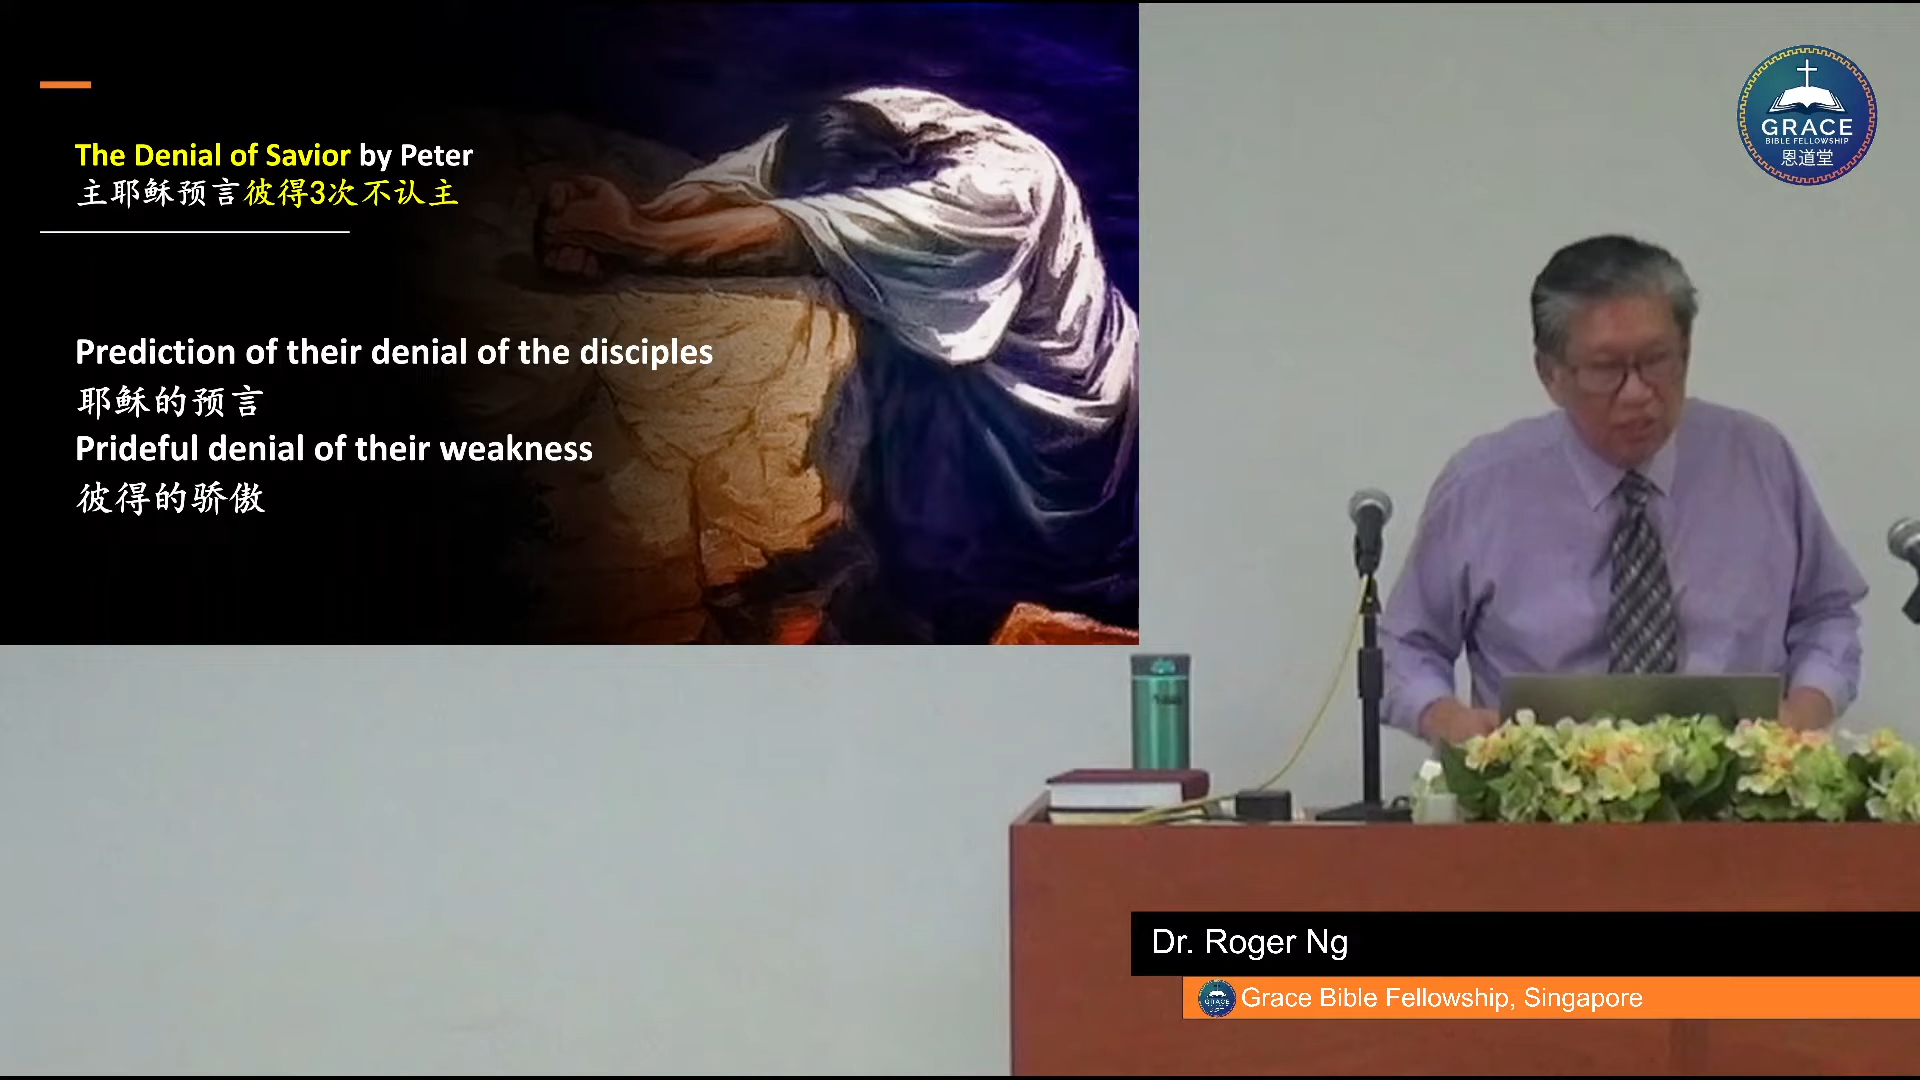 The Denial of Savior by Peter
主耶稣预言彼得3次不认主
Prediction of their denial of the disciples
耶稣的预言
Prideful denial of their weakness
彼得的骄傲
GRACE
BIBLE FELLOWSHIP
恩道堂
Dr. Roger Ng
GRACE
Grace Bible Fellowship, Singapore